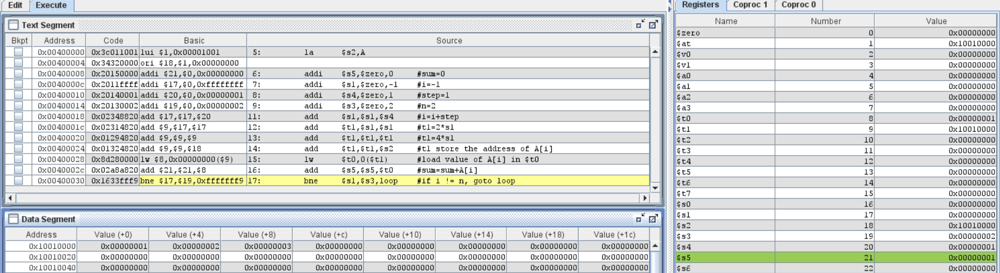 Edit Execute
Text Segment
Bkpt Address Code Basic Source
0x00400000 0x3c011001 lui $1,0x00001001 5: la $s2,A
0x00400004 0x34320000 ori $18,$1,0x00000000
0x00400008 0x20150000 addi $21,$0,0x00000000 6: addi $s5,$zero,0 #sum=0
0x0040000c 0x2011ffff addi $17,$0,0xffffffff 7: addi $s1,$zero,-1 #i=-1
0x00400010 0x20140001 addi $20,$0,0x00000001 8: addi $s4,$zero,1 #step=1
0x00400014 0x20130002 addi $19,$0,0x00000002 9: addi $s3,$zero,2 #n=2
0x00400018 0x02348820 add $17,$17,$20 11: add $s1,$s1,$s4 #i=i+step
0x0040001c 0x02314820 add $9,$17,$17 12: add $t1,$s1,$s1 #t1=2*s1
0x00400020 0x01294820 add $9,$9,$9 13: add $t1,$t1,$t1 #t1=4*s1
0x00400024 0x01324820 add $9,$9,$18 14: add $t1,$t1,$s2 #t1 store the address of A[i]
0x00400028 0x8d280000 lw $8,0x00000000($9) 15: lw $t0,0($t1) #load value of A[i] in $t0
0x0040002c 0x02a8a820 add $21,$21,$8 16: add $s5,$s5,$t0 #sum=sum+A[i]
0x00400030 0x1633fff9 bne $17,$19,0xfffffff9 17: bne $s1,$s3,loop #if i != n, goto loop
Data Segment
Address Value (+0) Value (+4) Value (+8) Value (+c) Value (+10) Value (+14) Value (+18) Value (+1c)
0x10010000 0x00000001 0x00000002 0x00000003 0x00000000 0x00000000 0x00000000 0x00000000 0x00000000
0x10010020 0x00000000 0x00000000 0x00000000 0x00000000 0x00000000 0x00000000 0x00000000 0x00000000
0x10010040 0x00000000 0x00000000 0x00000000 0x00000000 0x00000000 0x00000000 0x00000000 0x00000000
Registers Coproc 1 Coproc 0
Name Number Value
$zero 0 0x00000000
$at 1 0x10010000
$v0 2 0x00000000
$v1 3 0x00000000
$a0 4 0x00000000
$a1 5 0x00000000
$a2 6 0x00000000
$a3 7 0x00000000
$t0 8 0x00000001
$t1 9 0x10010000
$t2 10 0x00000000
$t3 11 0x00000000
$t4 12 0x00000000
$t5 13 0x00000000
$t6 14 0x00000000
$t7 15 0x00000000
$s0 16 0x00000000
$s1 17 0x00000000
$s2 18 0x10010000
$s3 19 0x00000002
$s4 20 0x00000001
$s5 21 0x00000001
$s6 22 0x00000000